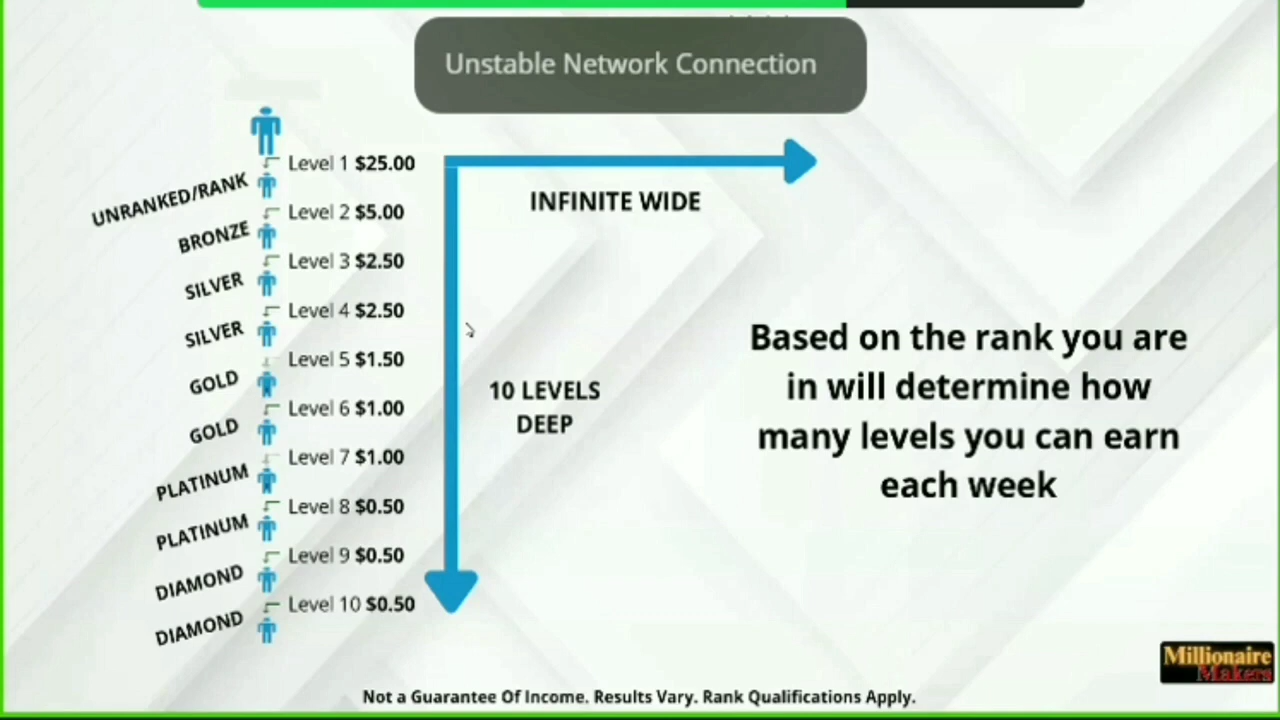 Unstable Network Connection
Level 1 $25.00
UNRANKED/RANK
Level 2 $5.00
BRONZE
Level 3 $2.50
SILVER
Level 4 $2.50
SILVER
Level 5 $1.50
GOLD
Level 6 $1.00
GOLD
Level 7 $1.00
PLATINUM
Level 8 $0.50
PLATINUM
Level 9 $0.50
DIAMOND
Level 10 $0.50
DIAMOND
INFINITE WIDE
10 LEVELS
DEEP
Based on the rank you are
in will determine how
many levels you can earn
each week
Millionaire
Makers
Not a Guarantee Of Income. Results Vary. Rank Qualifications Apply.